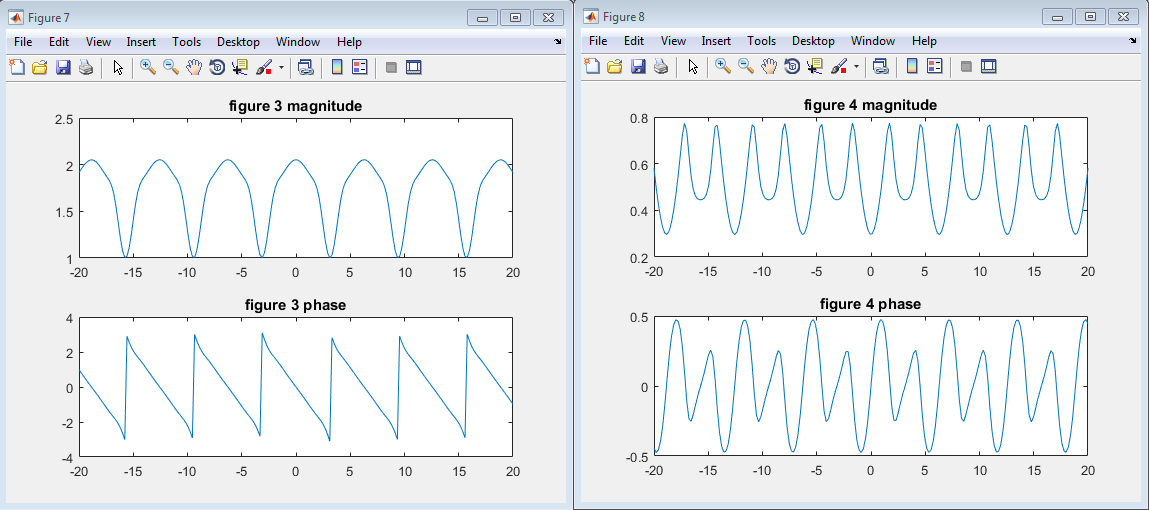 Figure 7
File Edit View Insert Tools Desktop Window Help
figure 3 magnitude
2.5
2
1.5
1
-20 -15 -10 -5 0 5 10 15 20
figure 3 phase
4
2
0
-2
-4
-20 -15 -10 -5 0 5 10 15 20
Figure 8
File Edit View Insert Tools Desktop Window Help
figure 4 magnitude
0.8
0.6
0.4
0.2
-20 -15 -10 -5 0 5 10 15 20
figure 4 phase
0.5
0
-0.5
-20 -15 -10 -5 0 5 10 15 20